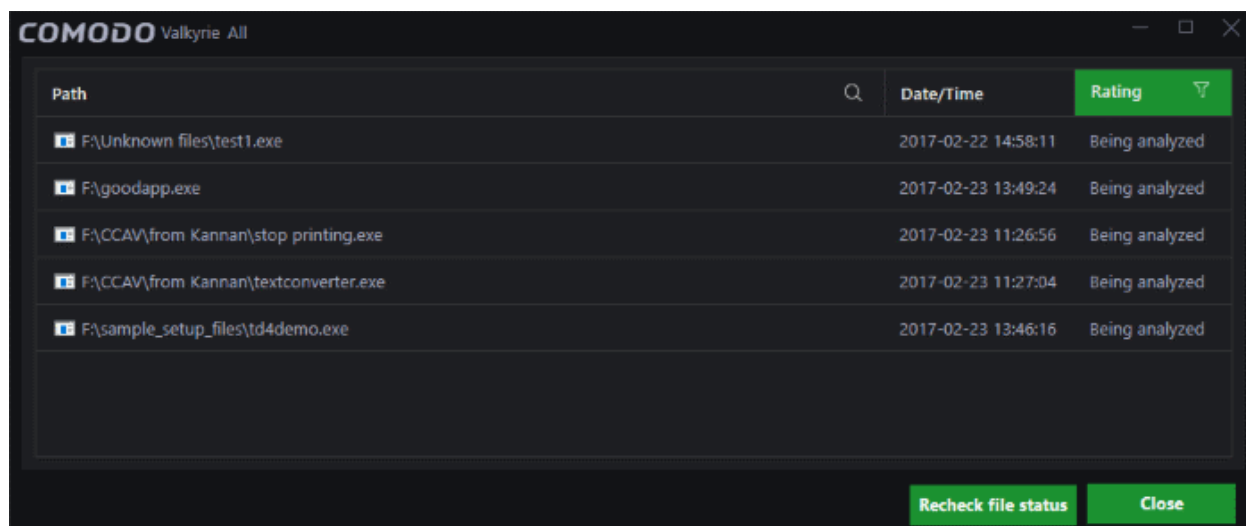 COMODO Valkyrie All
Path Date/Time Rating
F:\Unknown files\test1.exe 2017-02-22 14:58:11 Being analyzed
F:\goodapp.exe 2017-02-23 13:49:24 Being analyzed
F:\CCAV\from Kannan\stop printing.exe 2017-02-23 11:26:56 Being analyzed
F:\CCAV\from Kannan\textconverter.exe 2017-02-23 11:27:04 Being analyzed
F:\sample_setup_files\td4demo.exe 2017-02-23 13:46:16 Being analyzed
Recheck file status Close